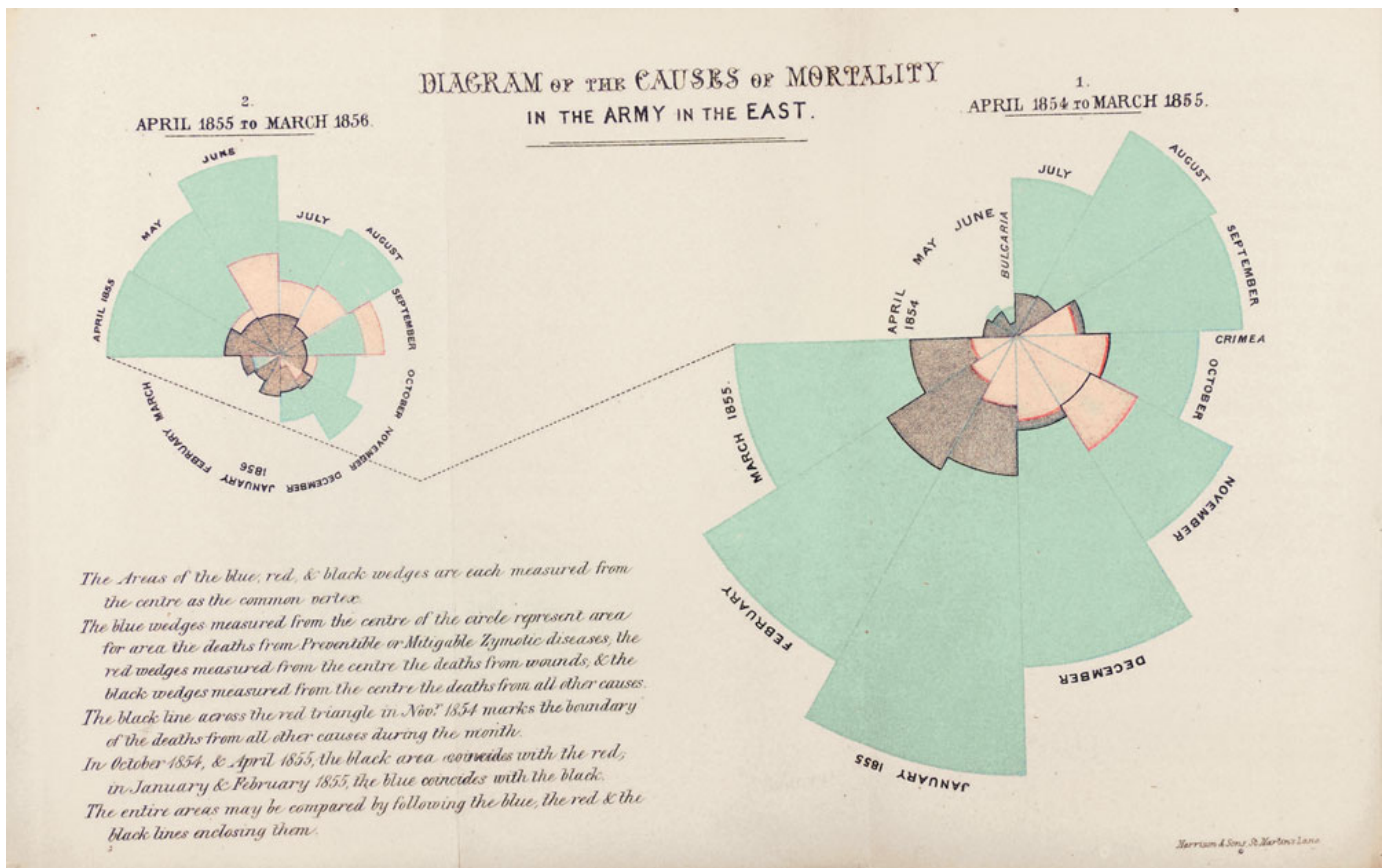 DIAGRAM OF THE CAUSES OF MORTALITY
IN THE ARMY IN THE EAST.
2.
APRIL 1855 TO MARCH 1856.
JUNE
MAY
APRIL 1855
JULY
AUGUST
SEPTEMBER
OCTOBER
NOVEMBER
DECEMBER
JANUARY 1856
FEBRUARY
MARCH
1.
APRIL 1854 TO MARCH 1855.
APRIL 1854
MAY
JUNE
BULGARIA
JULY
AUGUST
SEPTEMBER
CRIMEA
OCTOBER
NOVEMBER
DECEMBER
JANUARY 1855
FEBRUARY
MARCH 1855.
The Areas of the blue, red, & black wedges are each measured from
the centre as the common vertex.
The blue wedges measured from the centre of the circle represent area
for area the deaths from Preventible or Mitigable Zymotic diseases; the
red wedges measured from the centre the deaths from wounds; & the
black wedges measured from the centre the deaths from all other causes.
The black line across the red triangle in Novr. 1854 marks the boundary
of the deaths from all other causes during the month.
In October 1854, & April 1855, the black area coincides with the red;
in January & February 1855, the blue coincides with the black.
The entire areas may be compared by following the blue, the red & the
black lines enclosing them.
Harrison & Sons, St. Martins Lane.